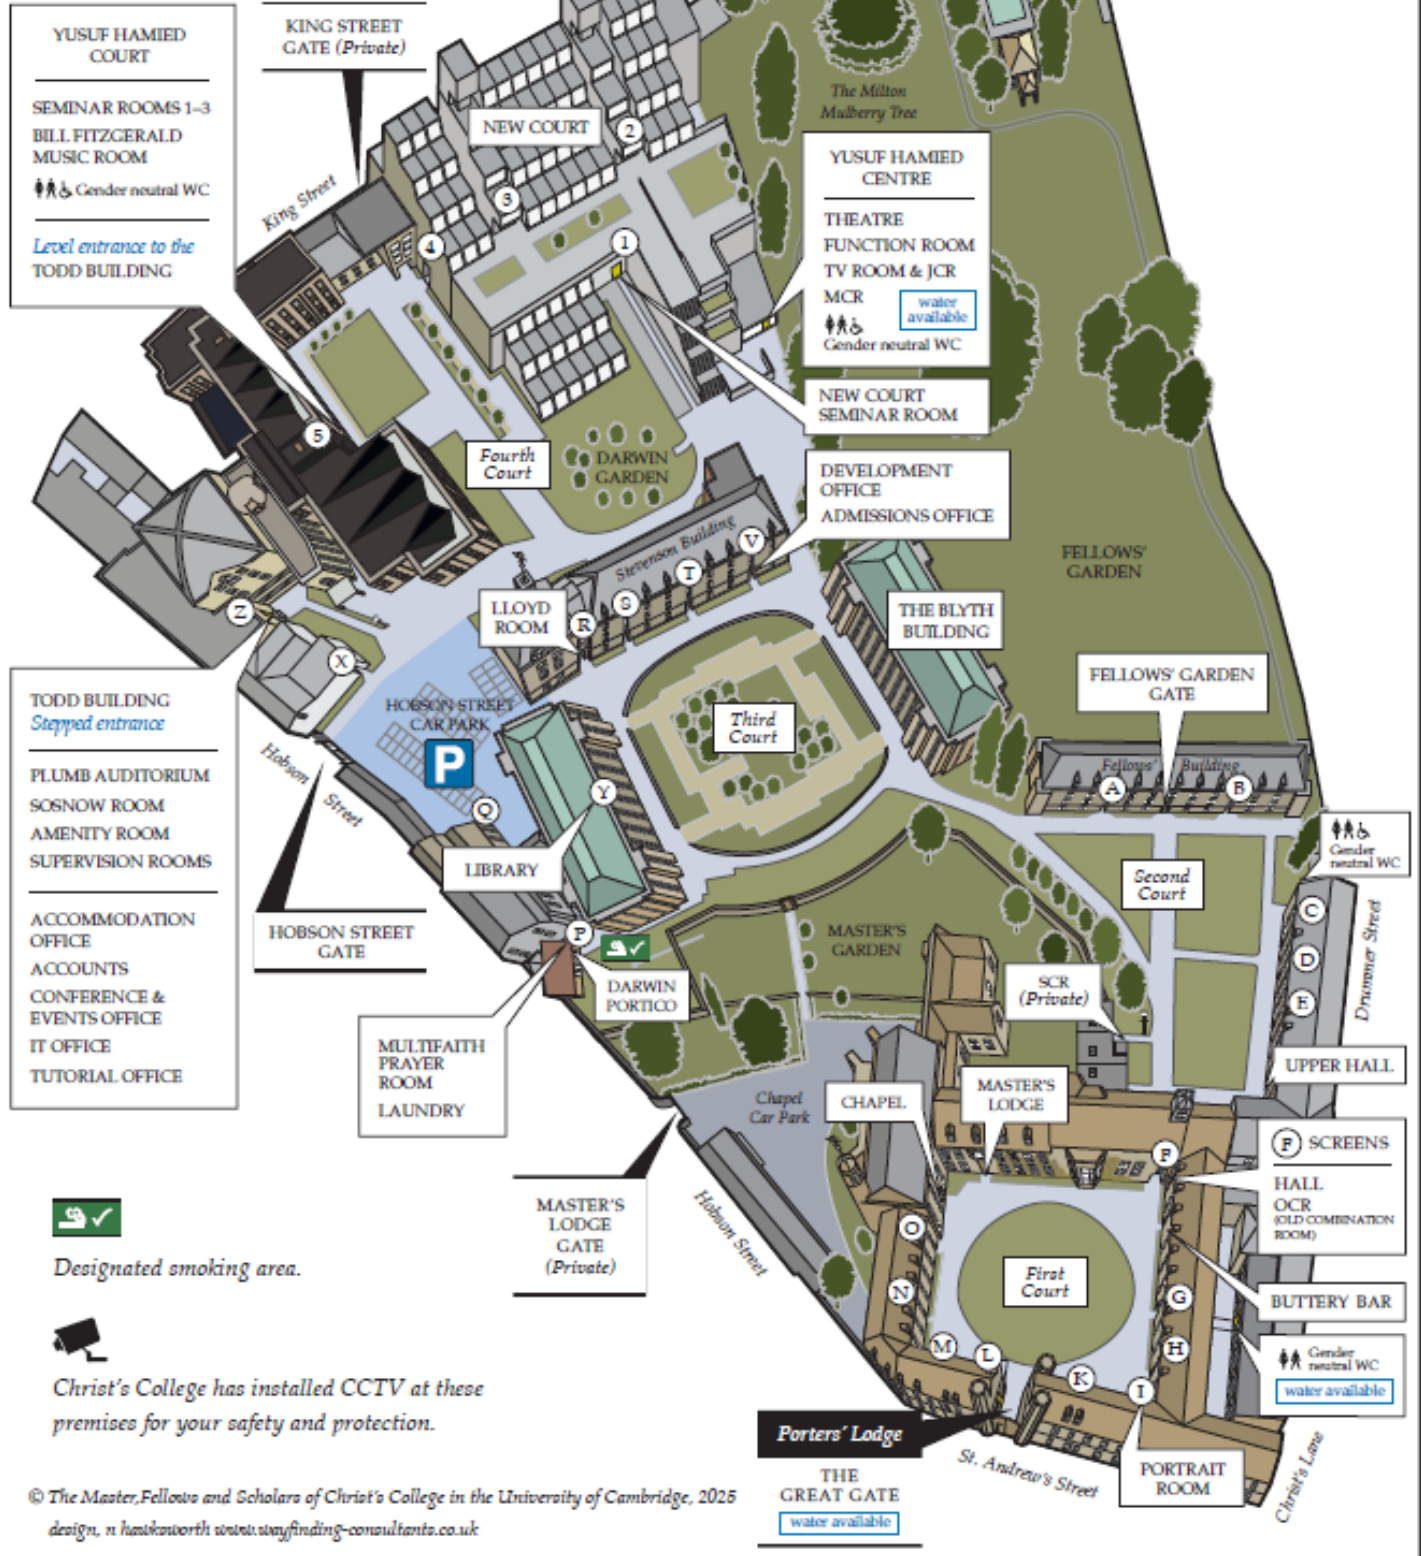 YUSUF HAMIED
COURT
SEMINAR ROOMS 1–3
BILL FITZGERALD
MUSIC ROOM
Gender neutral WC
Level entrance to the
TODD BUILDING
KING STREET
GATE (Private)
King Street
NEW COURT
2
3
1
4
5
The Milton
Mulberry Tree
YUSUF HAMIED
CENTRE
THEATRE
FUNCTION ROOM
TV ROOM & JCR
MCR
water
available
Gender neutral WC
NEW COURT
SEMINAR ROOM
Fourth
Court
DARWIN
GARDEN
DEVELOPMENT
OFFICE
ADMISSIONS OFFICE
Stevenson Building
V
T
S
R
LLOYD
ROOM
FELLOWS'
GARDEN
THE BLYTH
BUILDING
Z
X
TODD BUILDING
Stepped entrance
PLUMB AUDITORIUM
SOSNOW ROOM
AMENITY ROOM
SUPERVISION ROOMS
ACCOMMODATION
OFFICE
ACCOUNTS
CONFERENCE &
EVENTS OFFICE
IT OFFICE
TUTORIAL OFFICE
HOBSON STREET
CAR PARK
P
Q
Y
Hobson
Street
Third
Court
FELLOWS' GARDEN
GATE
Fellows' Building
A
B
LIBRARY
HOBSON STREET
GATE
P
DARWIN
PORTICO
MULTIFAITH
PRAYER
ROOM
LAUNDRY
Second
Court
Gender
neutral WC
C
D
E
Drummer Street
MASTER'S
GARDEN
SCR
(Private)
UPPER HALL
Chapel
Car Park
CHAPEL
MASTER'S
LODGE
F
F SCREENS
HALL
OCR
(OLD COMBINATION
ROOM)
MASTER'S
LODGE
GATE
(Private)
Hobson Street
O
N
M
L
K
I
H
G
First
Court
BUTTERY BAR
Gender
neutral WC
water available
Designated smoking area.
Christ's College has installed CCTV at these
premises for your safety and protection.
Porters' Lodge
THE
GREAT GATE
water available
St. Andrew's Street
PORTRAIT
ROOM
Christ's Lane
© The Master,Fellows and Scholars of Christ's College in the University of Cambridge, 2025
design, n hawksworth www.wayfinding-consultants.co.uk